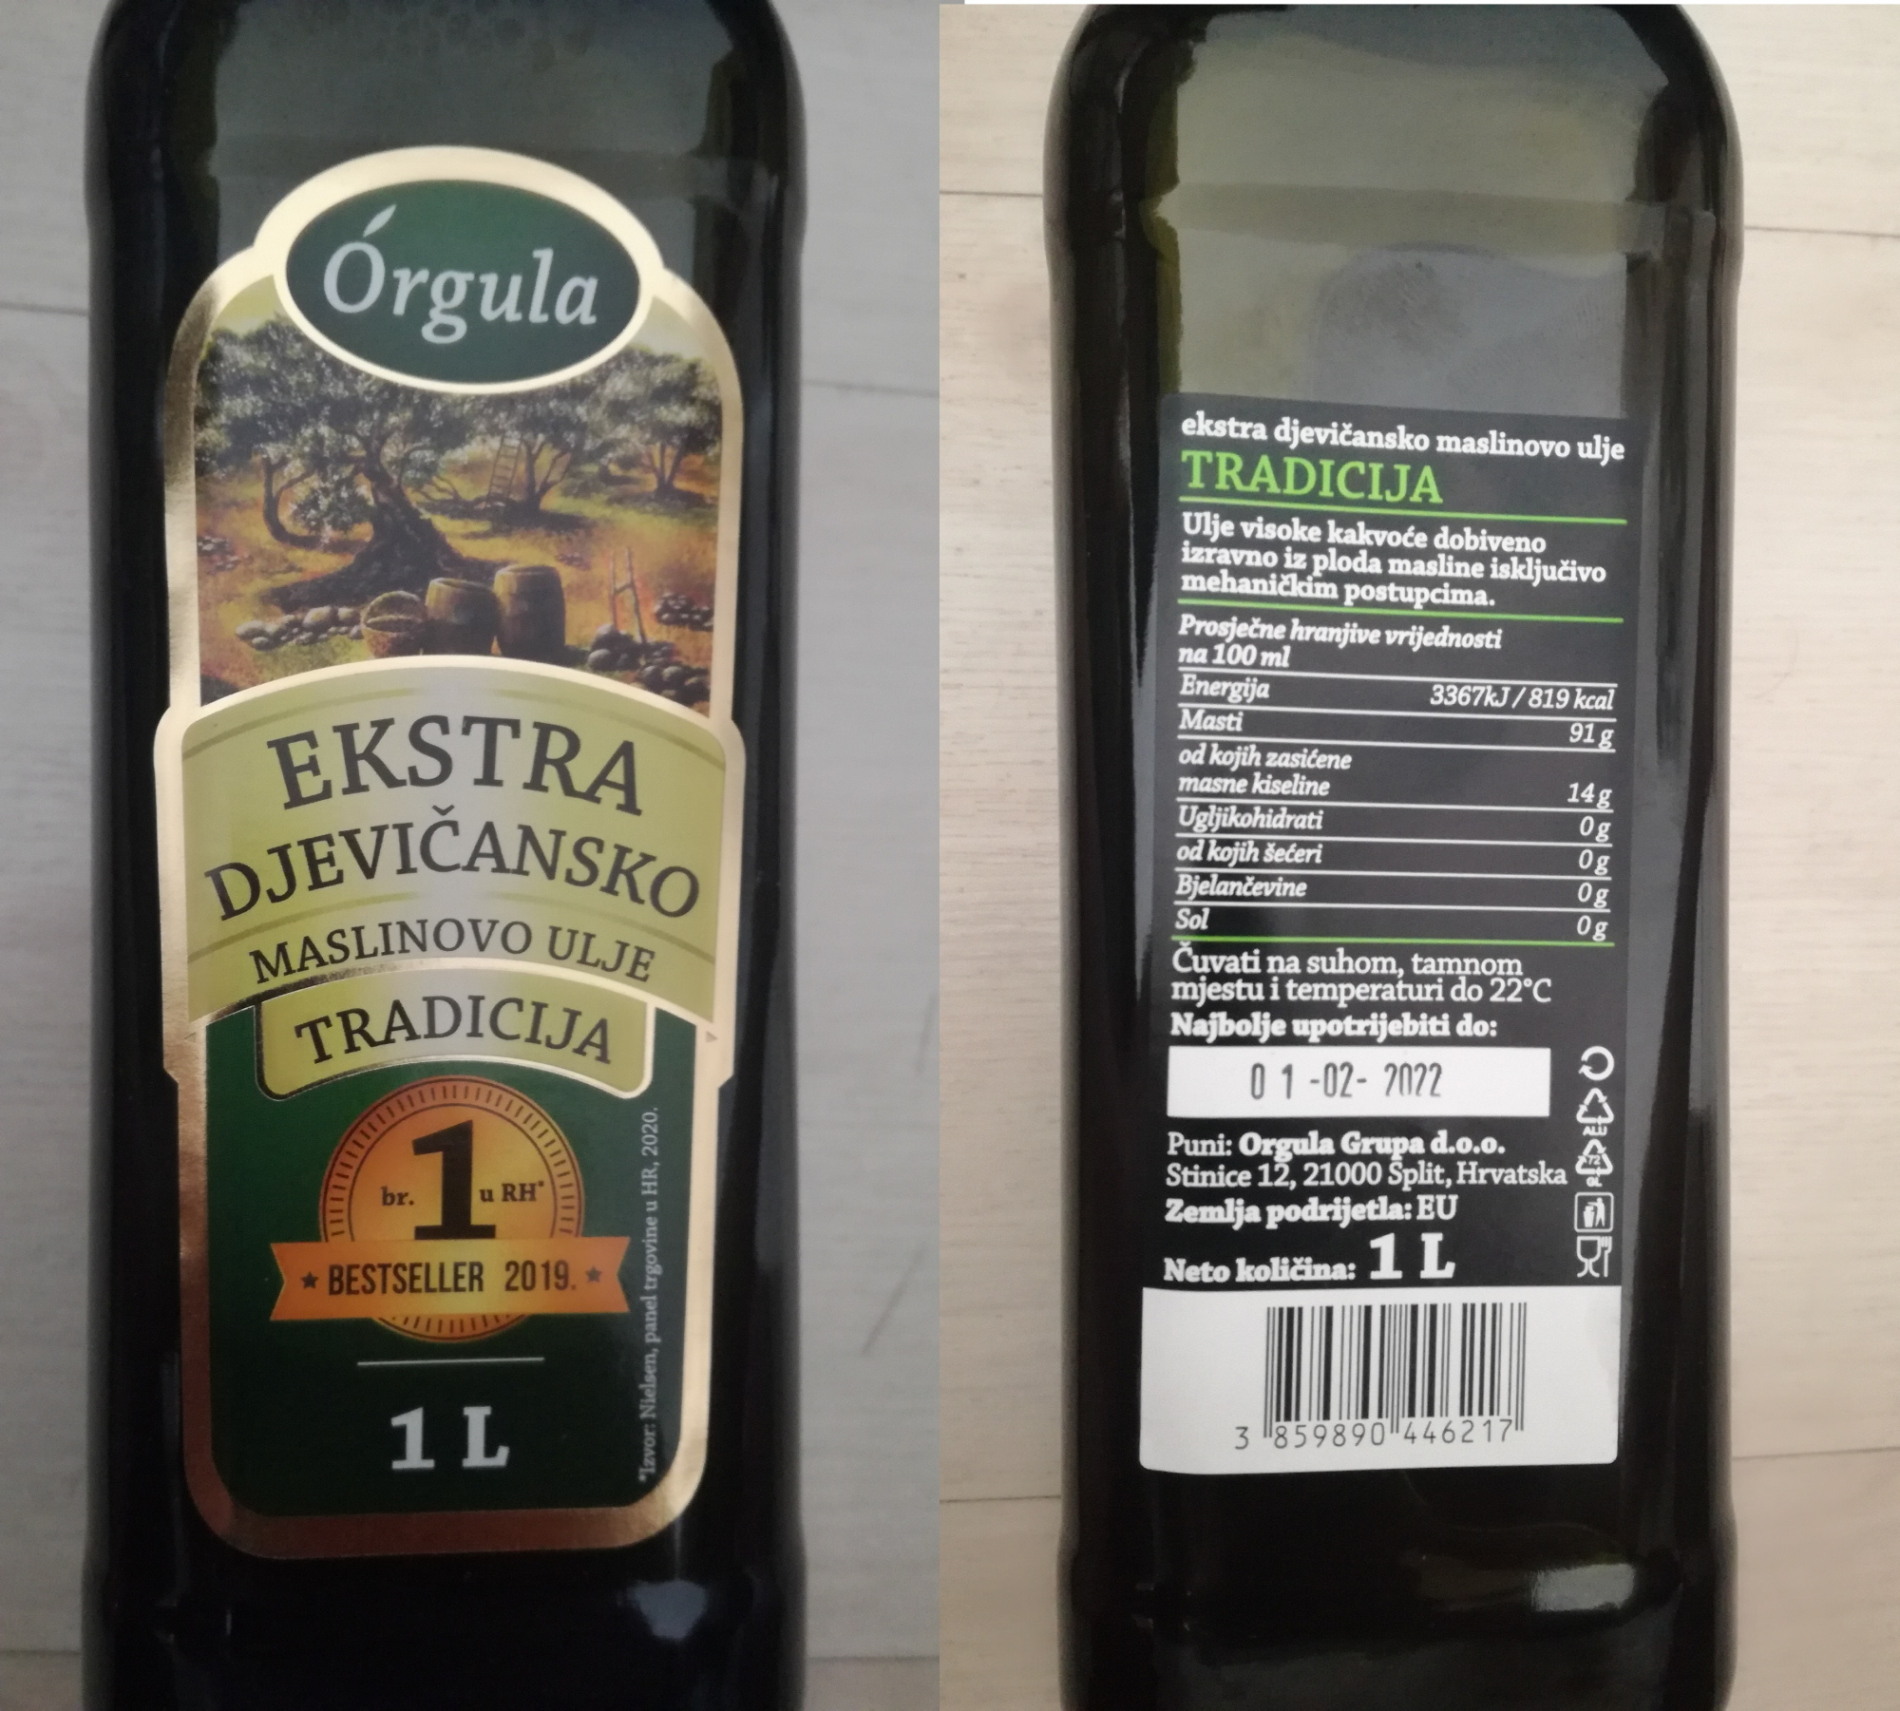 Órgula
EKSTRA
DJEVIČANSKO
MASLINOVO ULJE
TRADICIJA
br. 1 u RH*
★ BESTSELLER 2019. ★
1 L
*Izvor: Nielsen, panel trgovine u HR, 2020.
ekstra djevičansko maslinovo ulje
TRADICIJA
Ulje visoke kakvoće dobiveno
izravno iz ploda masline isključivo
mehaničkim postupcima.
Prosječne hranjive vrijednosti
na 100 ml
Energija 3367kJ / 819 kcal
Masti 91 g
od kojih zasićene
masne kiseline 14 g
Ugljikohidrati 0 g
od kojih šećeri 0 g
Bjelančevine 0 g
Sol 0 g
Čuvati na suhom, tamnom
mjestu i temperaturi do 22°C
Najbolje upotrijebiti do:
01-02-2022
Puni: Orgula Grupa d.o.o.
Stinice 12, 21000 Split, Hrvatska
Zemlja podrijetla: EU
Neto količina: 1 L
ALU
72
GL
3 859890 446217